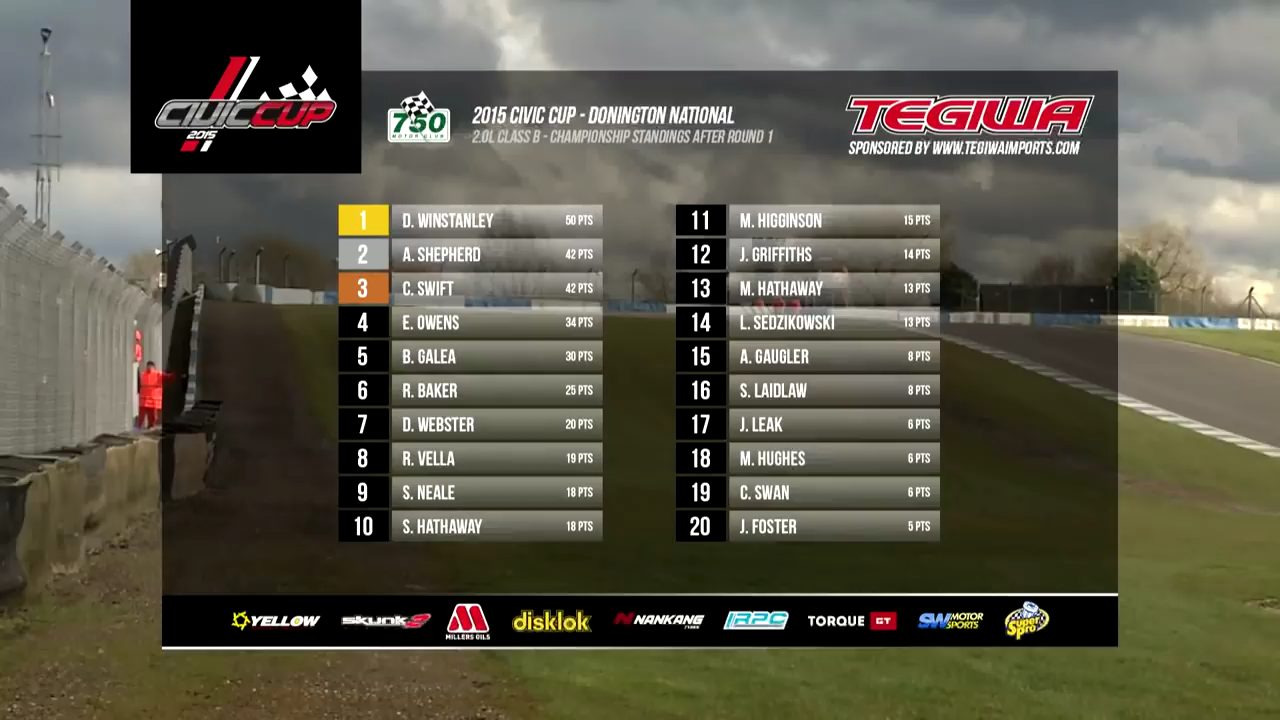 CIVICCUP
2015
750
MOTOR CLUB
2015 CIVIC CUP - DONINGTON NATIONAL
2.0L CLASS B - CHAMPIONSHIP STANDINGS AFTER ROUND 1
TEGIWA
SPONSORED BY WWW.TEGIWAIMPORTS.COM
1 D. WINSTANLEY 50 PTS
2 A. SHEPHERD 42 PTS
3 C. SWIFT 42 PTS
4 E. OWENS 34 PTS
5 B. GALEA 30 PTS
6 R. BAKER 25 PTS
7 D. WEBSTER 20 PTS
8 R. VELLA 19 PTS
9 S. NEALE 18 PTS
10 S. HATHAWAY 18 PTS
11 M. HIGGINSON 15 PTS
12 J. GRIFFITHS 14 PTS
13 M. HATHAWAY 13 PTS
14 L. SEDZIKOWSKI 13 PTS
15 A. GAUGLER 8 PTS
16 S. LAIDLAW 8 PTS
17 J. LEAK 6 PTS
18 M. HUGHES 6 PTS
19 C. SWAN 6 PTS
20 J. FOSTER 5 PTS
YELLOW
skunk2
MILLERS OILS
disklok
NANKANG
RPC
TORQUE GT
SW MOTOR SPORTS
Super Pro